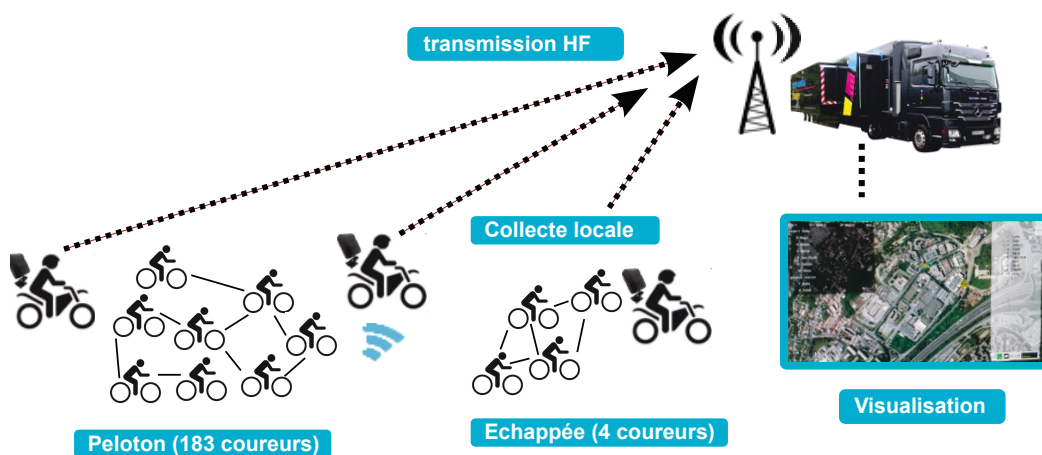 transmission HF
Collecte locale
Peloton (183 coureurs)
Echappée (4 coureurs)
Visualisation